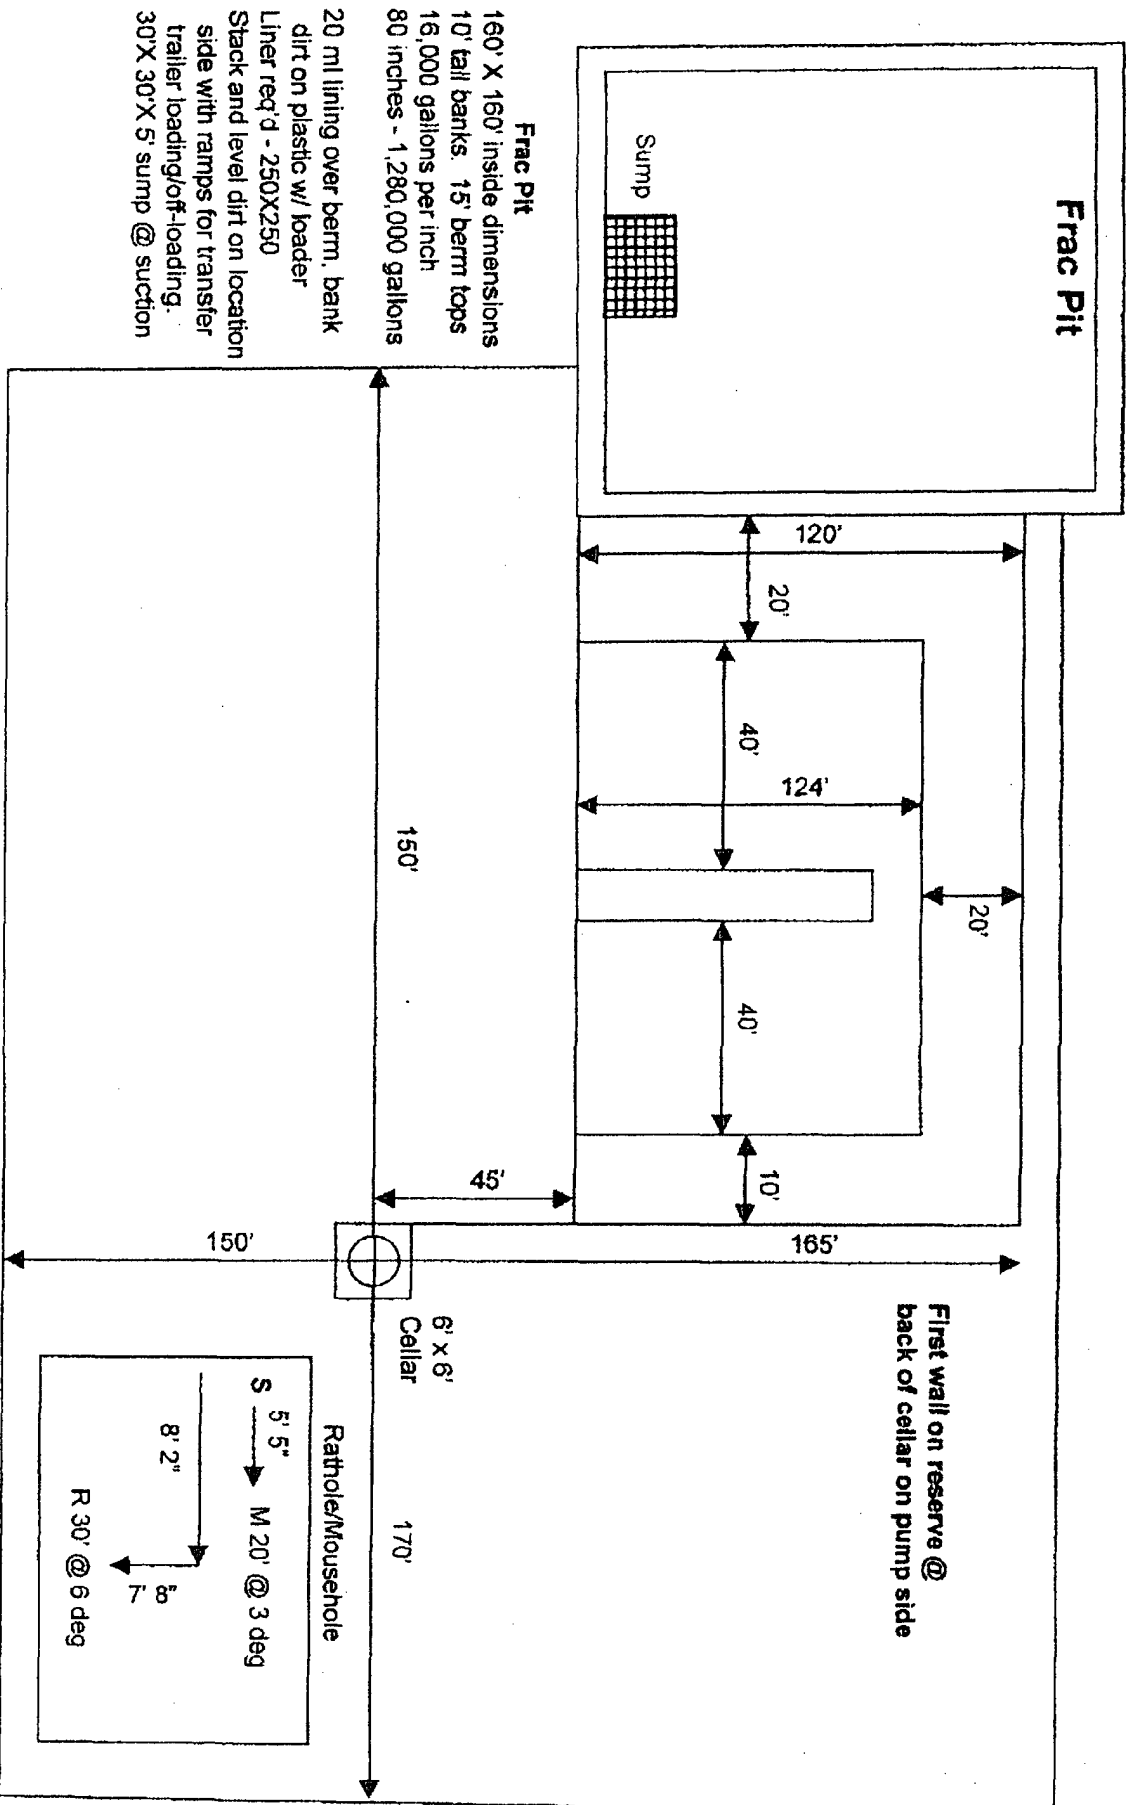 Frac Pit
Sump
Frac Pit
160' X 160' inside dimensions
10' tall banks. 15' berm tops
16,000 gallons per inch
80 inches - 1,280,000 gallons
20 ml lining over berm, bank
dirt on plastic w/ loader
Liner req'd - 250X250
Stack and level dirt on location
side with ramps for transfer
trailer loading/off-loading.
30'X 30'X 5' sump @ suction
120'
20'
40'
124'
20'
40'
10'
45'
150'
150'
165'
170'
6' x 6'
Cellar
First wall on reserve @
back of cellar on pump side
Rathole/Mousehole
5' 5"
S
M 20' @ 3 deg
8' 2"
7' 8"
R 30' @ 6 deg